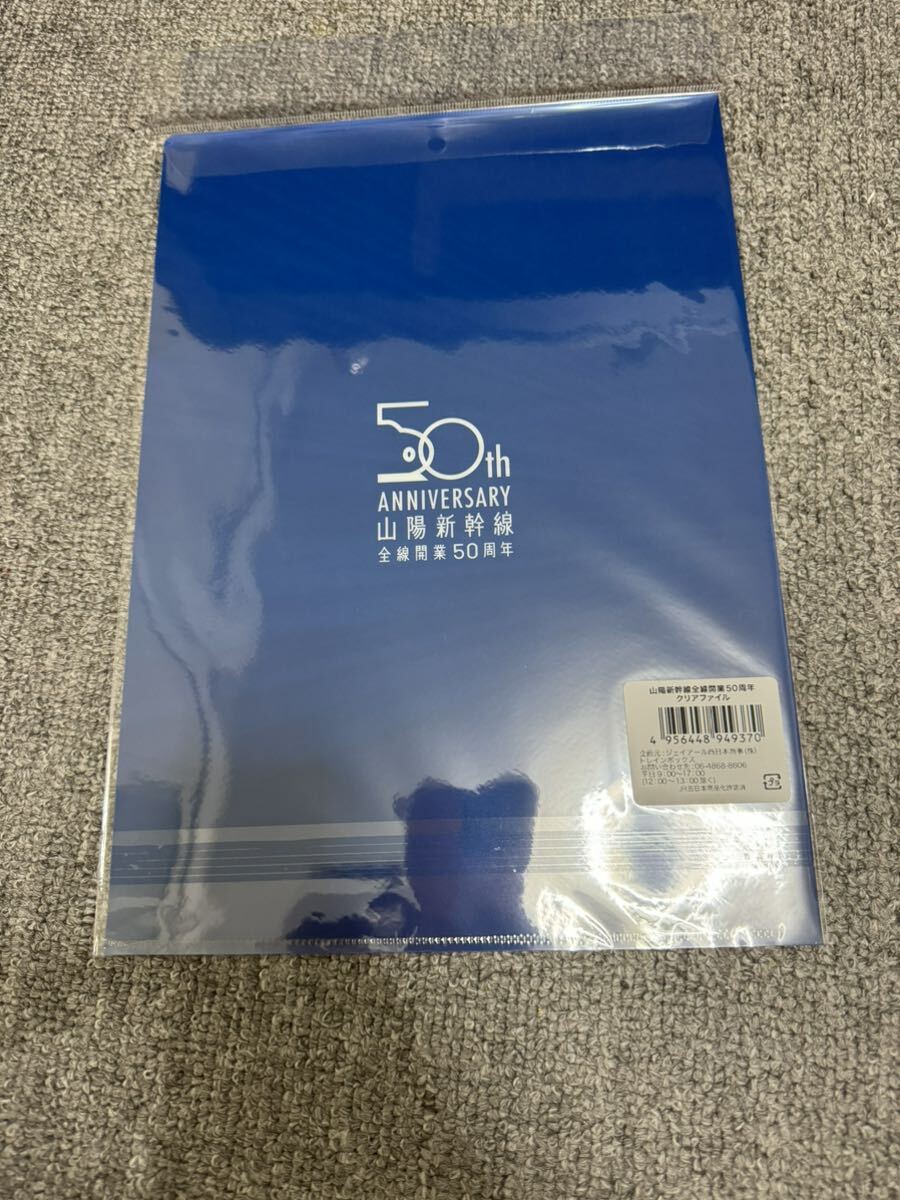 50th
ANNIVERSARY
山陽新幹線
全線開業50周年
山陽新幹線全線開業50周年
クリアファイル
4 956448 949370
企画元:ジェイアール西日本商事(株)
トレインボックス
お問い合わせ先:06-4868-8606
平日9:00〜17:00
(12:00〜13:00除く)
JR西日本商品化許諾済
プラ